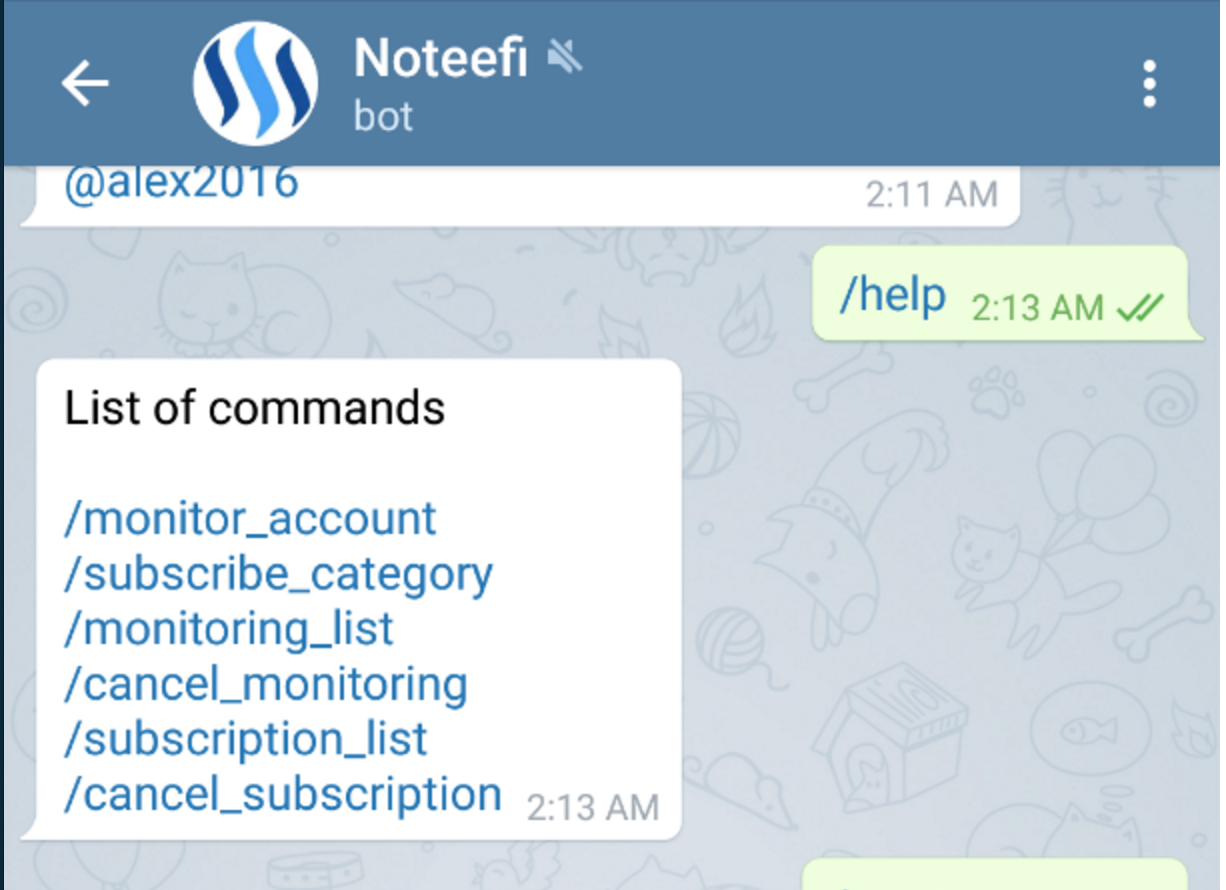 Noteefi
bot
@alex2016
2:11 AM
/help 2:13 AM
List of commands
/monitor_account
/subscribe_category
/monitoring_list
/cancel_monitoring
/subscription_list
/cancel_subscription 2:13 AM